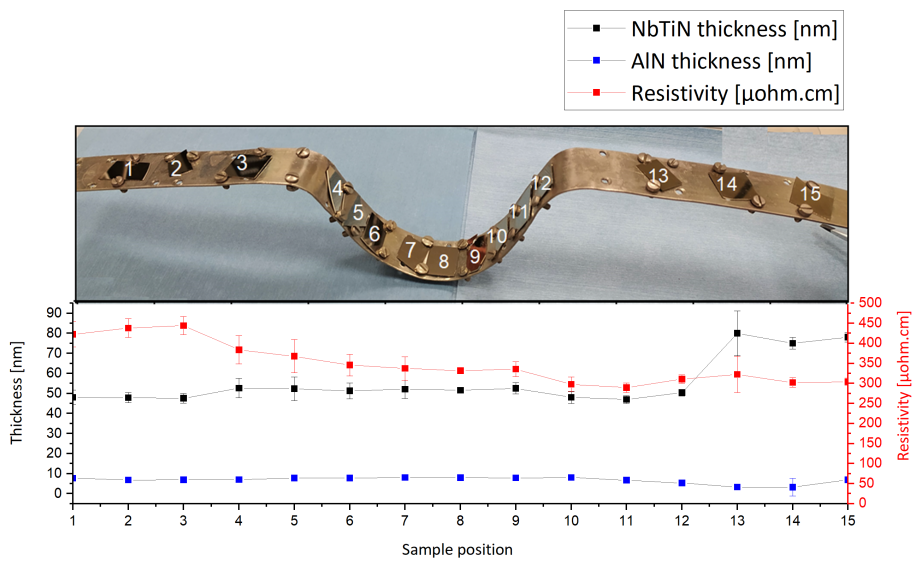 NbTiN thickness [nm]
AlN thickness [nm]
Resistivity [µohm.cm]
1 2 3 4 5 6 7 8 9 10 11 12 13 14 15
90 500
80 450
70 400
60 350
50 300
40 250
30 200
20 150
10 100
0 50
0
Thickness [nm]
Resistivity [µohm.cm]
1 2 3 4 5 6 7 8 9 10 11 12 13 14 15
Sample position